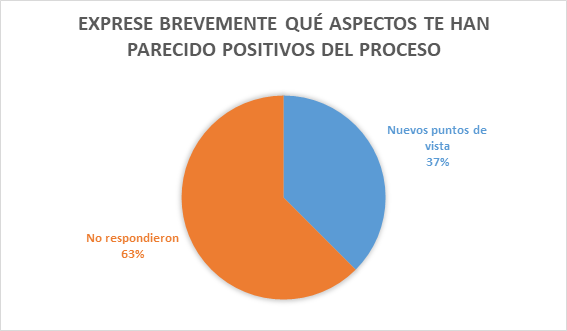 EXPRESE BREVEMENTE QUÉ ASPECTOS TE HAN
PARECIDO POSITIVOS DEL PROCESO
Nuevos puntos de
vista
37%
No respondieron
63%